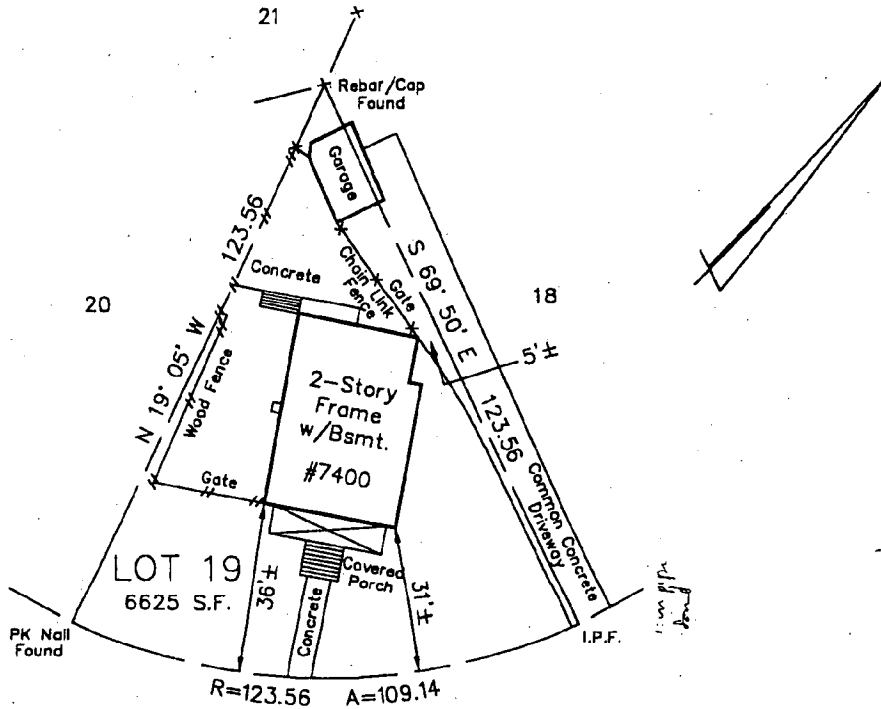 21
Rebar/Cap
Found
Garage
123.56
Concrete
Chain Link
Fence
Gate
S 69° 50' E
18
20
5'±
N 19° 05' W
Wood Fence
2-Story
Frame
w/Bsmt.
#7400
123.56
Common Concrete
Driveway
Gate
LOT 19
6625 S.F.
36'±
Covered
Porch
31'±
Concrete
PK Nail
Found
I.P.F.
R=123.56 A=109.14